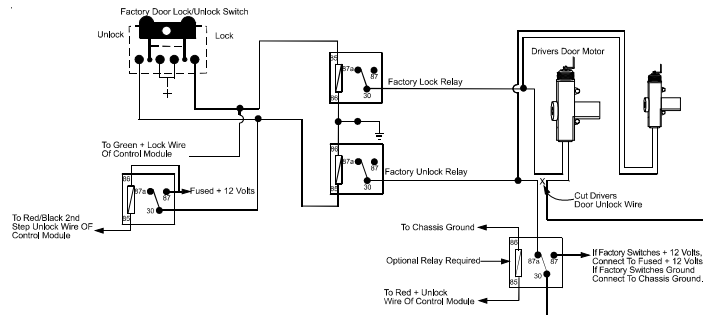 Factory Door Lock/Unlock Switch
Unlock
Lock
+
85
87a
87
30
86
Factory Lock Relay
Drivers Door Motor
To Green + Lock Wire
Of Control Module
86
87a
87
30
85
Fused + 12 Volts
To Red/Black 2nd
Step Unlock Wire OF
Control Module
86
87a
87
30
85
Factory Unlock Relay
X
Cut Drivers
Door Unlock Wire
To Chassis Ground
Optional Relay Required
86
87a
87
30
85
To Red + Unlock
Wire Of Control Module
If Factory Switches + 12 Volts,
Connect To Fused + 12 Volts
If Factory Switches Ground
Connect To Chassis Ground.